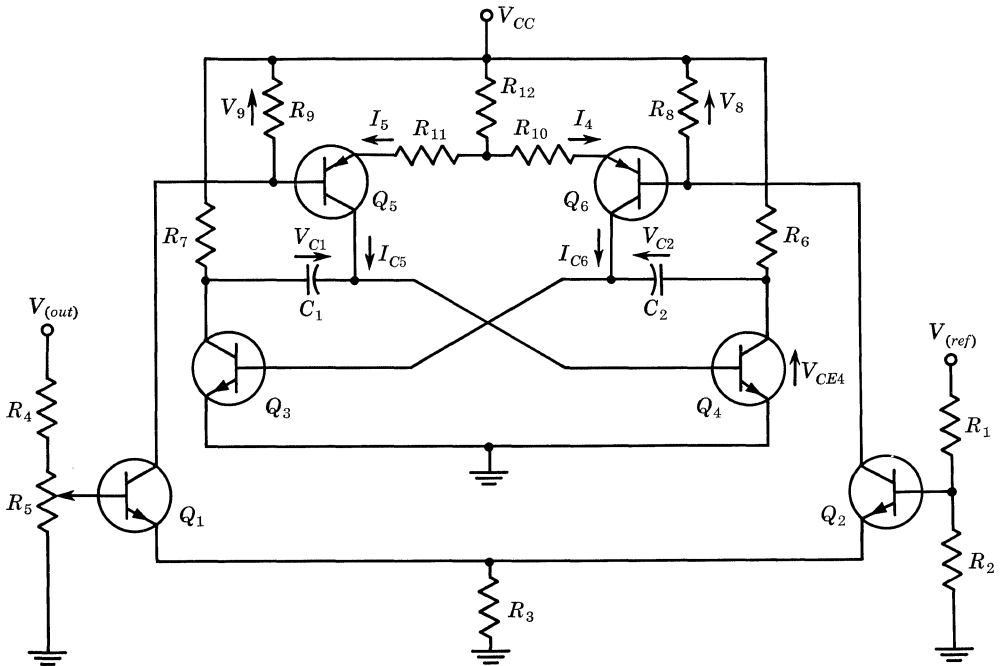 V_CC
R_12
V_9
R_9
I_5
R_11
R_10
I_4
R_8
V_8
Q_5
Q_6
R_7
V_C1
I_C5
I_C6
V_C2
R_6
C_1
C_2
V_(out)
V_(ref)
Q_3
Q_4
V_CE4
R_4
R_1
R_5
Q_1
Q_2
R_2
R_3